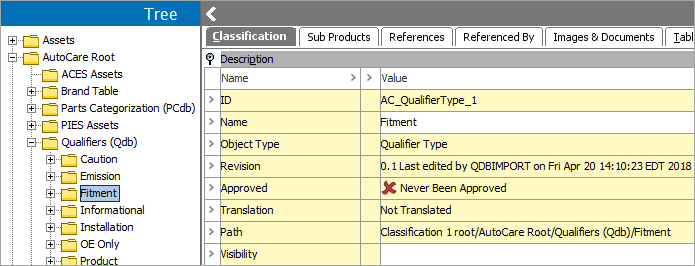 Tree
Assets
AutoCare Root
ACES Assets
Brand Table
Parts Categorization (PCdb)
PIES Assets
Qualifiers (Qdb)
Caution
Emission
Fitment
Informational
Installation
OE Only
Product
Classification Sub Products References Referenced By Images & Documents Tabl
Description
Name > > Value
> ID AC_QualifierType_1
> Name Fitment
> Object Type Qualifier Type
> Revision 0.1 Last edited by QDBIMPORT on Fri Apr 20 14:10:23 EDT 2018
> Approved Never Been Approved
> Translation Not Translated
> Path Classification 1 root/AutoCare Root/Qualifiers (Qdb)/Fitment
> Visibility